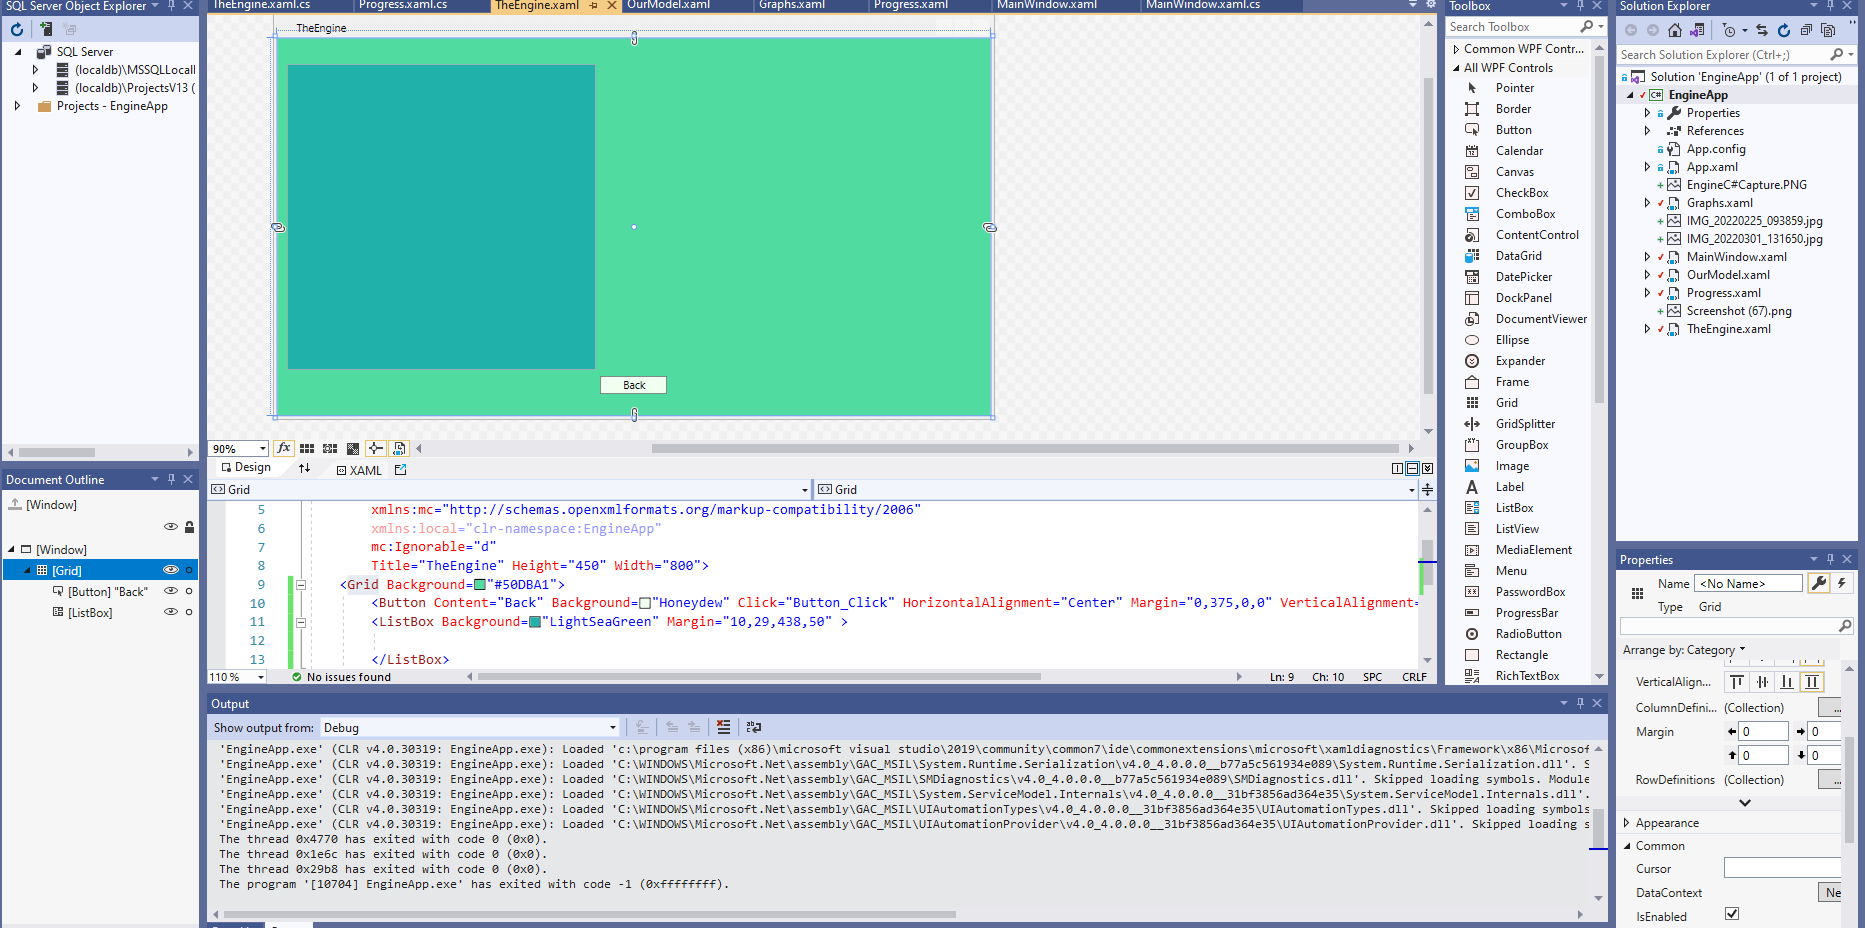 SQL Server Object Explorer
SQL Server
(localdb)\MSSQLLocall
(localdb)\ProjectsV13 (
Projects - EngineApp
Document Outline
[Window]
[Window]
[Grid]
[Button] "Back"
[ListBox]
TheEngine.xaml.cs
Progress.xaml.cs
TheEngine.xaml
OurModel.xaml
Graphs.xaml
Progress.xaml
MainWindow.xaml
MainWindow.xaml.cs
TheEngine
Back
90%
fx
Design
XAML
Grid
Grid
5 xmlns:mc="http://schemas.openxmlformats.org/markup-compatibility/2006"
6 xmlns:local="clr-namespace:EngineApp"
7 mc:Ignorable="d"
8 Title="TheEngine" Height="450" Width="800">
9 <Grid Background="#50DBA1">
10 <Button Content="Back" Background="Honeydew" Click="Button_Click" HorizontalAlignment="Center" Margin="0,375,0,0" VerticalAlignment=
11 <ListBox Background="LightSeaGreen" Margin="10,29,438,50" >
12
13 </ListBox>
110 %
No issues found
Ln: 9 Ch: 10 SPC CRLF
Output
Show output from: Debug
'EngineApp.exe' (CLR v4.0.30319: EngineApp.exe): Loaded 'c:\program files (x86)\microsoft visual studio\2019\community\common7\ide\commonextensions\microsoft\xamldiagnostics\Framework\x86\Microsof
'EngineApp.exe' (CLR v4.0.30319: EngineApp.exe): Loaded 'C:\WINDOWS\Microsoft.Net\assembly\GAC_MSIL\System.Runtime.Serialization\v4.0_4.0.0.0__b77a5c561934e089\System.Runtime.Serialization.dll'. S
'EngineApp.exe' (CLR v4.0.30319: EngineApp.exe): Loaded 'C:\WINDOWS\Microsoft.Net\assembly\GAC_MSIL\SMDiagnostics\v4.0_4.0.0.0__b77a5c561934e089\SMDiagnostics.dll'. Skipped loading symbols. Module
'EngineApp.exe' (CLR v4.0.30319: EngineApp.exe): Loaded 'C:\WINDOWS\Microsoft.Net\assembly\GAC_MSIL\System.ServiceModel.Internals\v4.0_4.0.0.0__31bf3856ad364e35\System.ServiceModel.Internals.dll'.
'EngineApp.exe' (CLR v4.0.30319: EngineApp.exe): Loaded 'C:\WINDOWS\Microsoft.Net\assembly\GAC_MSIL\UIAutomationTypes\v4.0_4.0.0.0__31bf3856ad364e35\UIAutomationTypes.dll'. Skipped loading symbols
'EngineApp.exe' (CLR v4.0.30319: EngineApp.exe): Loaded 'C:\WINDOWS\Microsoft.Net\assembly\GAC_MSIL\UIAutomationProvider\v4.0_4.0.0.0__31bf3856ad364e35\UIAutomationProvider.dll'. Skipped loading s
The thread 0x4770 has exited with code 0 (0x0).
The thread 0x1e6c has exited with code 0 (0x0).
The thread 0x29b8 has exited with code 0 (0x0).
The program '[10704] EngineApp.exe' has exited with code -1 (0xffffffff).
Toolbox
Search Toolbox
Common WPF Contr...
All WPF Controls
Pointer
Border
Button
Calendar
Canvas
CheckBox
ComboBox
ContentControl
DataGrid
DatePicker
DockPanel
DocumentViewer
Ellipse
Expander
Frame
Grid
GridSplitter
GroupBox
Image
Label
ListBox
ListView
MediaElement
Menu
PasswordBox
ProgressBar
RadioButton
Rectangle
RichTextBox
Solution Explorer
Search Solution Explorer (Ctrl+;)
Solution 'EngineApp' (1 of 1 project)
C# EngineApp
Properties
References
App.config
App.xaml
EngineC#Capture.PNG
Graphs.xaml
IMG_20220225_093859.jpg
IMG_20220301_131650.jpg
MainWindow.xaml
OurModel.xaml
Progress.xaml
Screenshot (67).png
TheEngine.xaml
Properties
Name <No Name>
Type Grid
Arrange by: Category
VerticalAlign...
ColumnDefini... (Collection) ...
Margin 0 0
0 0
RowDefinitions (Collection) ...
Appearance
Common
Cursor
DataContext Ne
IsEnabled